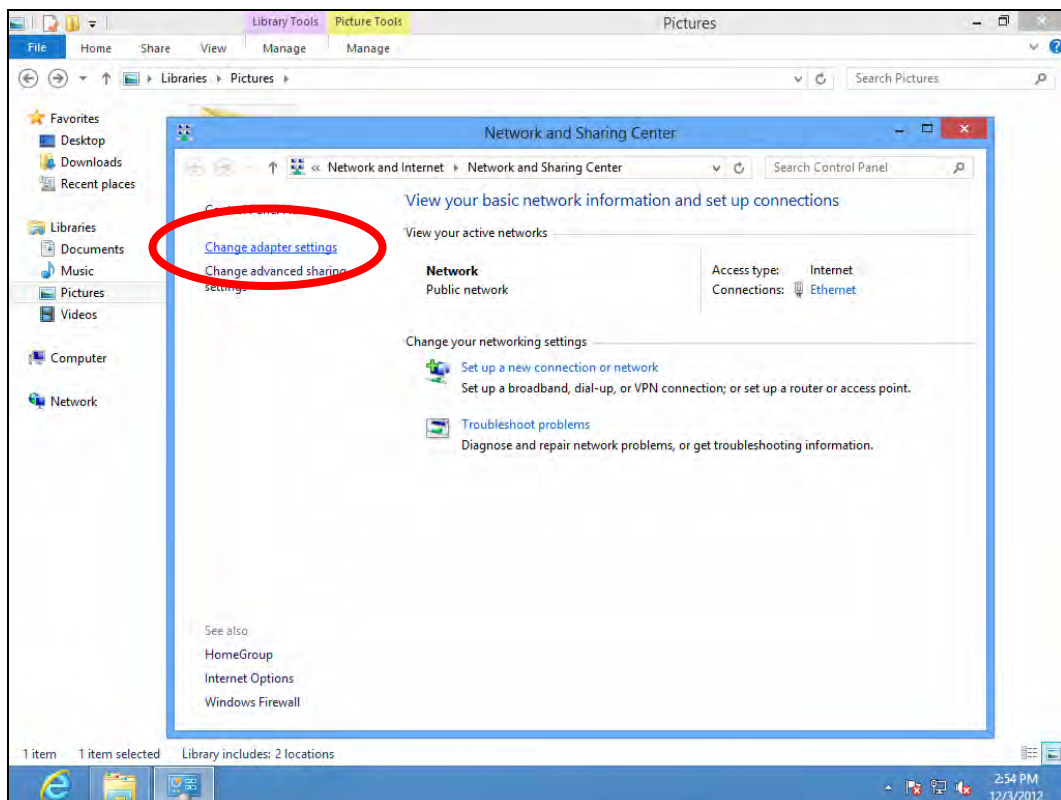 Library Tools Picture Tools Pictures
File Home Share View Manage Manage
Libraries Pictures Search Pictures
Favorites
Desktop
Downloads
Recent places
Libraries
Documents
Music
Pictures
Videos
Computer
Network
Network and Sharing Center
« Network and Internet Network and Sharing Center Search Control Panel
Change adapter settings
Change advanced sharing
settings
View your basic network information and set up connections
View your active networks
Network
Public network
Access type: Internet
Connections: Ethernet
Change your networking settings
Set up a new connection or network
Set up a broadband, dial-up, or VPN connection; or set up a router or access point.
Troubleshoot problems
Diagnose and repair network problems, or get troubleshooting information.
See also
HomeGroup
Internet Options
Windows Firewall
1 item 1 item selected Library includes: 2 locations
2:54 PM
12/3/2012